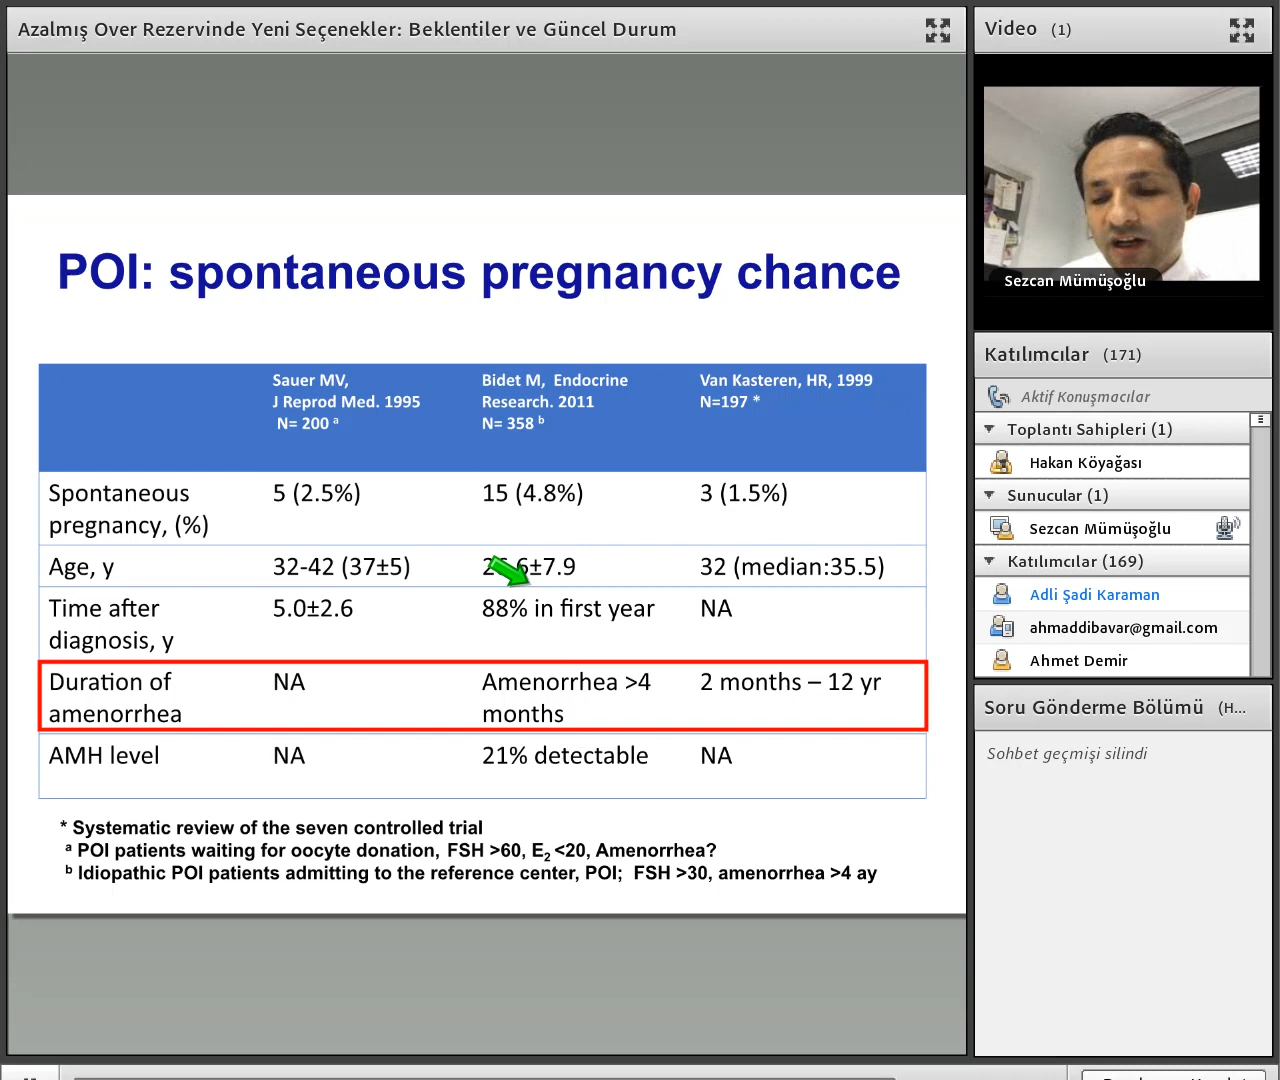 Azalmış Over Rezervinde Yeni Seçenekler: Beklentiler ve Güncel Durum
POI: spontaneous pregnancy chance
Sauer MV,
J Reprod Med. 1995
N= 200 a
Bidet M, Endocrine
Research. 2011
N= 358 b
Van Kasteren, HR, 1999
N=197 *
Spontaneous
pregnancy, (%)
5 (2.5%)
15 (4.8%)
3 (1.5%)
Age, y
32-42 (37±5)
±7.9
32 (median:35.5)
Time after
diagnosis, y
5.0±2.6
88% in first year
NA
Duration of
amenorrhea
NA
Amenorrhea >4
months
2 months – 12 yr
AMH level
NA
21% detectable
NA
* Systematic review of the seven controlled trial
a POI patients waiting for oocyte donation, FSH >60, E2 <20, Amenorrhea?
b Idiopathic POI patients admitting to the reference center, POI; FSH >30, amenorrhea >4 ay
Video (1)
Sezcan Mümüşoğlu
Katılımcılar (171)
Aktif Konuşmacılar
Toplantı Sahipleri (1)
Hakan Köyağası
Sunucular (1)
Sezcan Mümüşoğlu
Katılımcılar (169)
Adli Şadi Karaman
ahmaddibavar@gmail.com
Ahmet Demir
Soru Gönderme Bölümü (H...
Sohbet geçmişi silindi